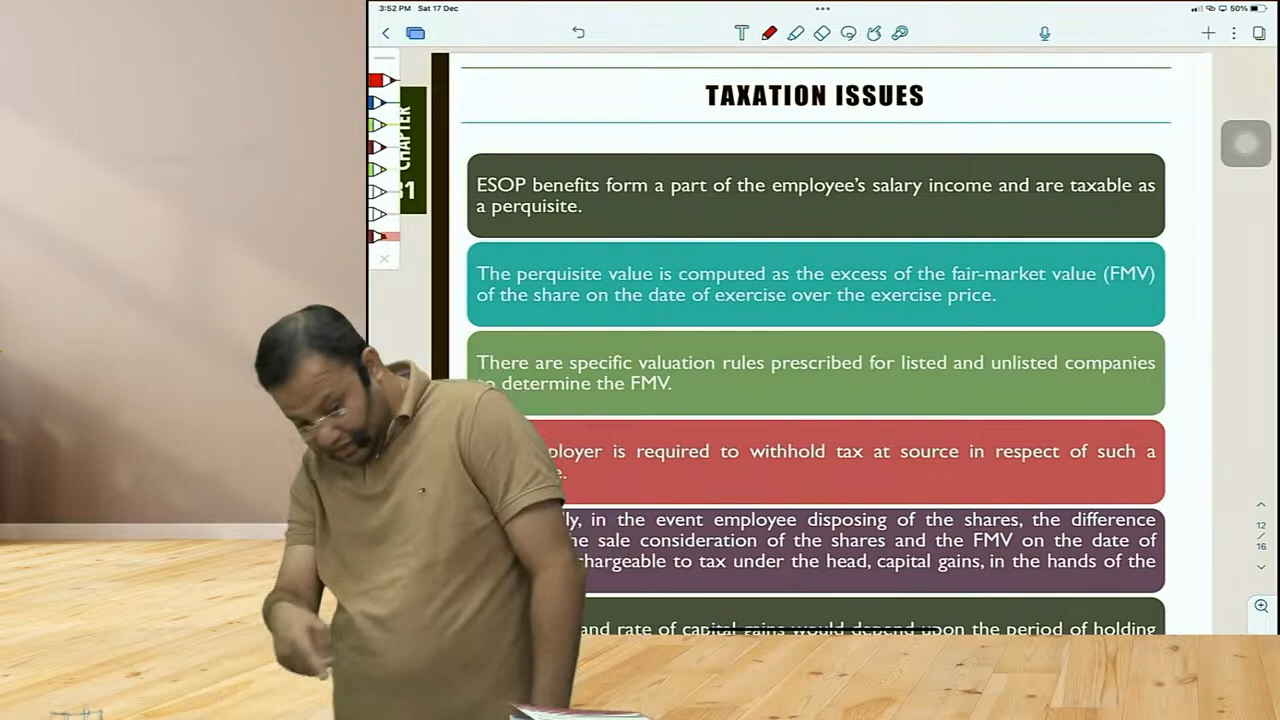 3:52 PM Sat 17 Dec
50%
TAXATION ISSUES
CHAPTER
ESOP benefits form a part of the employee's salary income and are taxable as
a perquisite.
The perquisite value is computed as the excess of the fair-market value (FMV)
of the share on the date of exercise over the exercise price.
There are specific valuation rules prescribed for listed and unlisted companies
determine the FMV.
is required to withhold tax at source in respect of such a
in the event employee disposing of the shares, the difference
sale consideration of the shares and the FMV on the date of
chargeable to tax under the head, capital gains, in the hands of the
and rate of capital gains would depend upon the period of holding
12
/
16